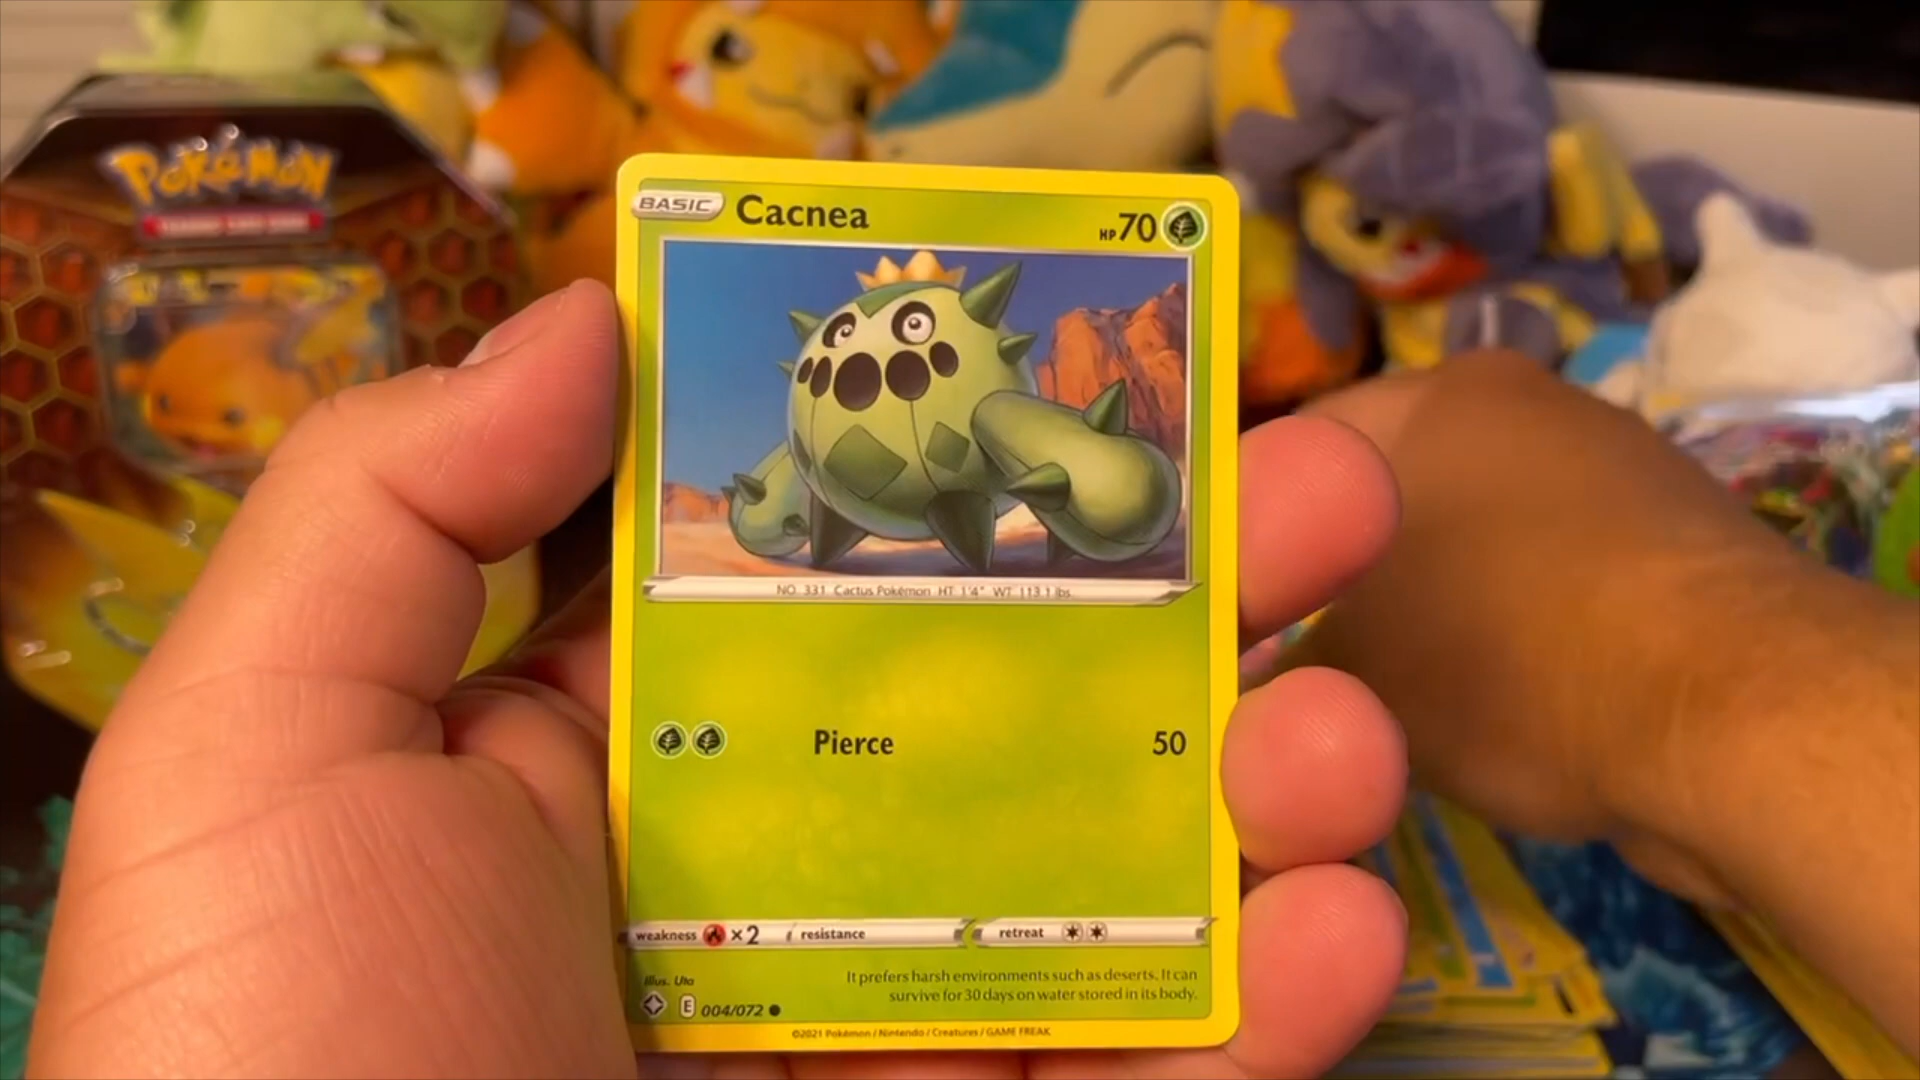 POKéMON
BASIC Cacnea HP 70
NO. 331 Cactus Pokémon HT 1'4" WT 113.1 lbs
Pierce 50
weakness ×2 resistance retreat
Illus. Uta
It prefers harsh environments such as deserts. It can
survive for 30 days on water stored in its body.
E 004/072
©2021 Pokémon / Nintendo / Creatures / GAME FREAK